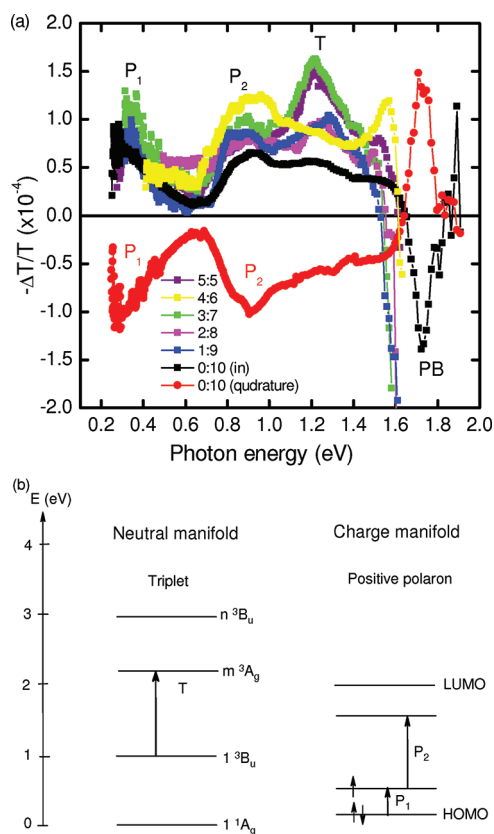 (a)
2.0
1.5
1.0
0.5
0.0
-0.5
-1.0
-1.5
-2.0
-ΔT/T (x10⁻⁴)
P₁
P₂
T
P₁
P₂
PB
5:5
4:6
3:7
2:8
1:9
0:10 (in)
0:10 (qudrature)
0.2 0.4 0.6 0.8 1.0 1.2 1.4 1.6 1.8 2.0
Photon energy (eV)
(b)
E (eV)
Neutral manifold
Charge manifold
Triplet
Positive polaron
4
3
2
1
0
n ³Bᵤ
m ³A_g
T
1 ³Bᵤ
1 ¹A_g
LUMO
P₂
P₁
HOMO